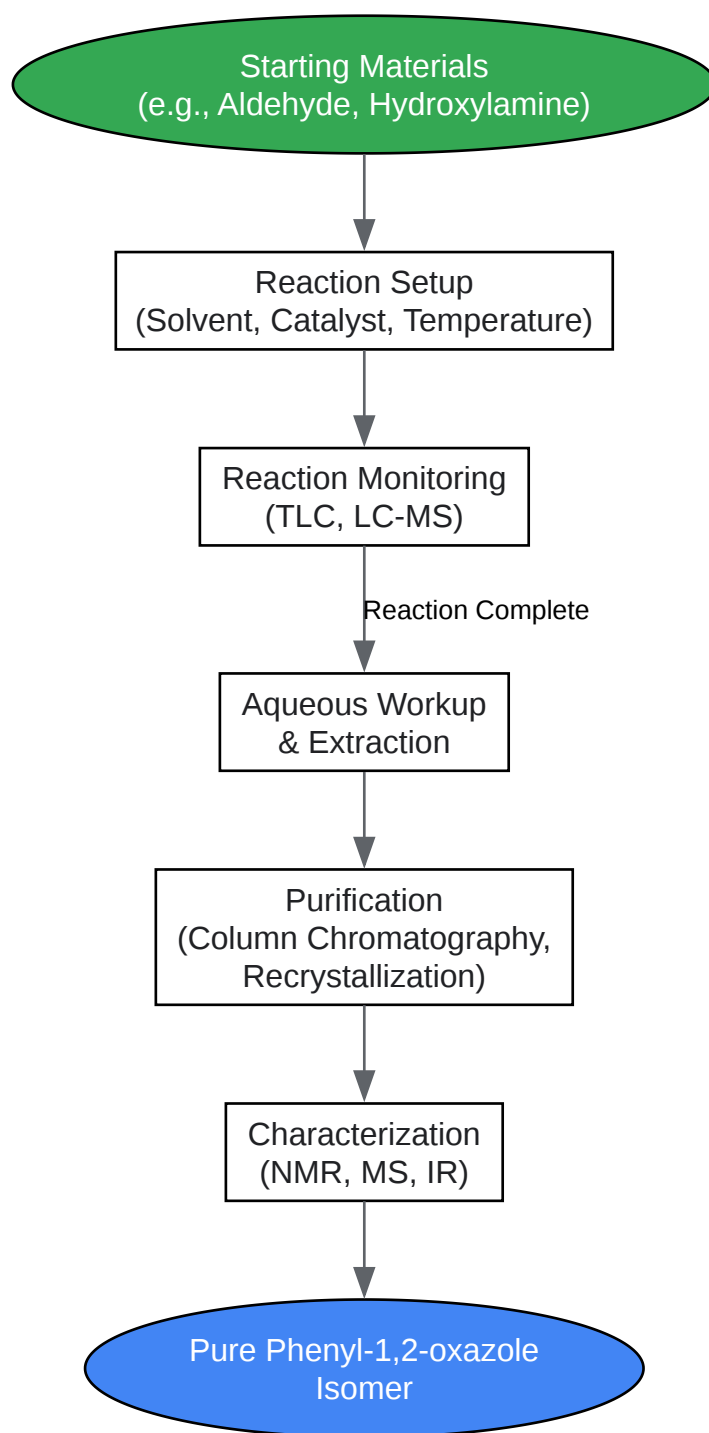 Starting Materials
(e.g., Aldehyde, Hydroxylamine)
Reaction Setup
(Solvent, Catalyst, Temperature)
Reaction Monitoring
(TLC, LC-MS)
Reaction Complete
Aqueous Workup
& Extraction
Purification
(Column Chromatography,
Recrystallization)
Characterization
(NMR, MS, IR)
Pure Phenyl-1,2-oxazole
Isomer